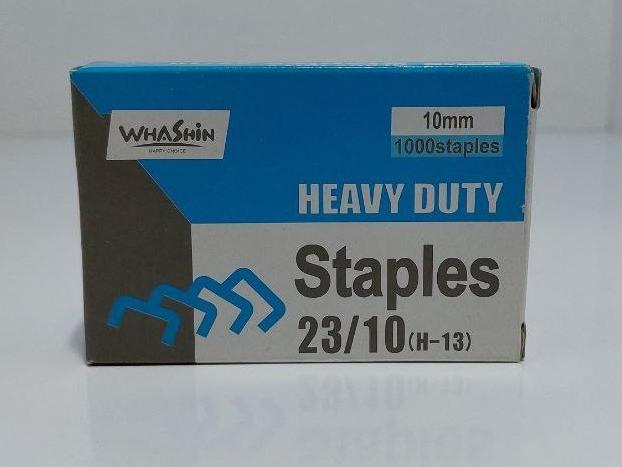 WHASHIN
HAPPY CHOICE
10mm
1000staples
HEAVY DUTY
Staples
23/10(H-13)